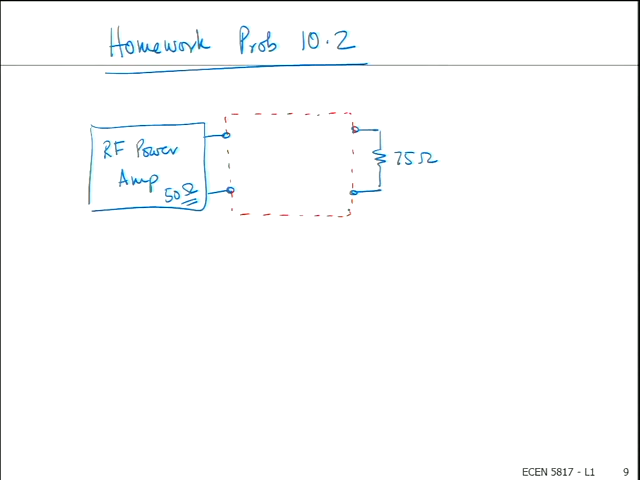 Homework Prob 10.2
RF Power
Amp
50Ω
75Ω
ECEN 5817 - L1 9